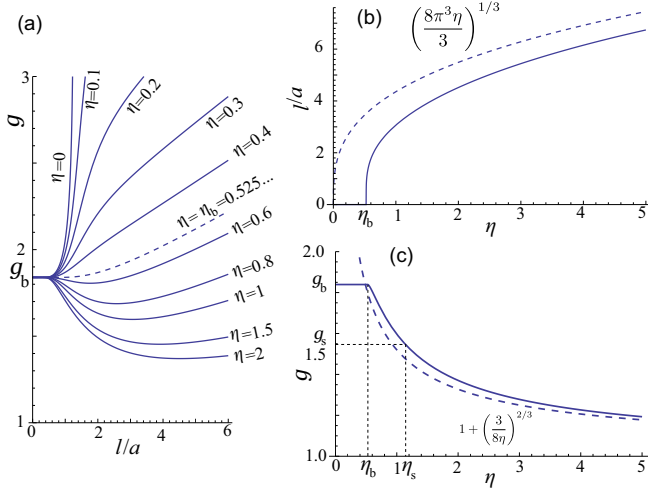 (a)
3
g
2
g_b
1
η=0
η=0.1
η=0.2
η=0.3
η=0.4
η= η_b=0.525...
η=0.6
η=0.8
η=1
η=1.5
η=2
0 2 4 6
l/a
(b)
(8π³η/3)^{1/3}
l/a
6
4
2
0
0 η_b 1 2 3 4 5
η
(c)
2.0
g_b
g_s
1.5
g
1.0
1+(3/8η)^{2/3}
0 η_b 1 η_s 2 3 4 5
η